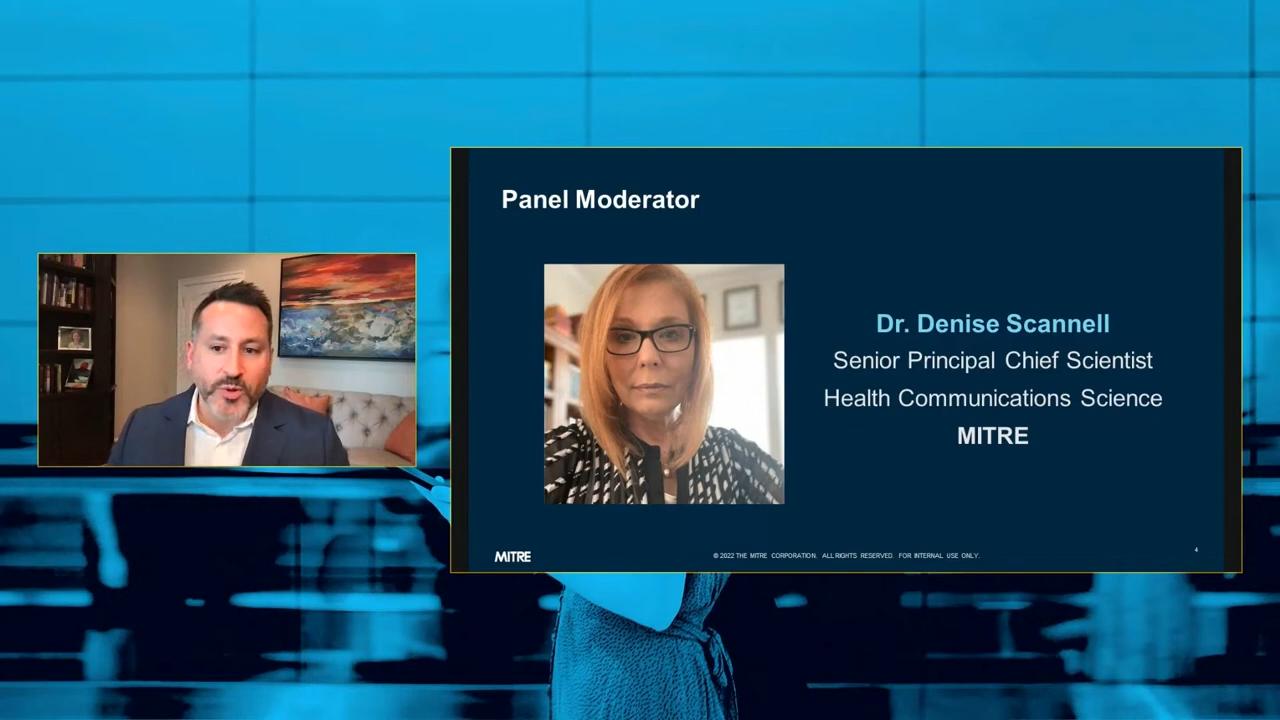 Panel Moderator
Dr. Denise Scannell
Senior Principal Chief Scientist
Health Communications Science
MITRE
MITRE
© 2022 THE MITRE CORPORATION. ALL RIGHTS RESERVED. FOR INTERNAL USE ONLY.
4